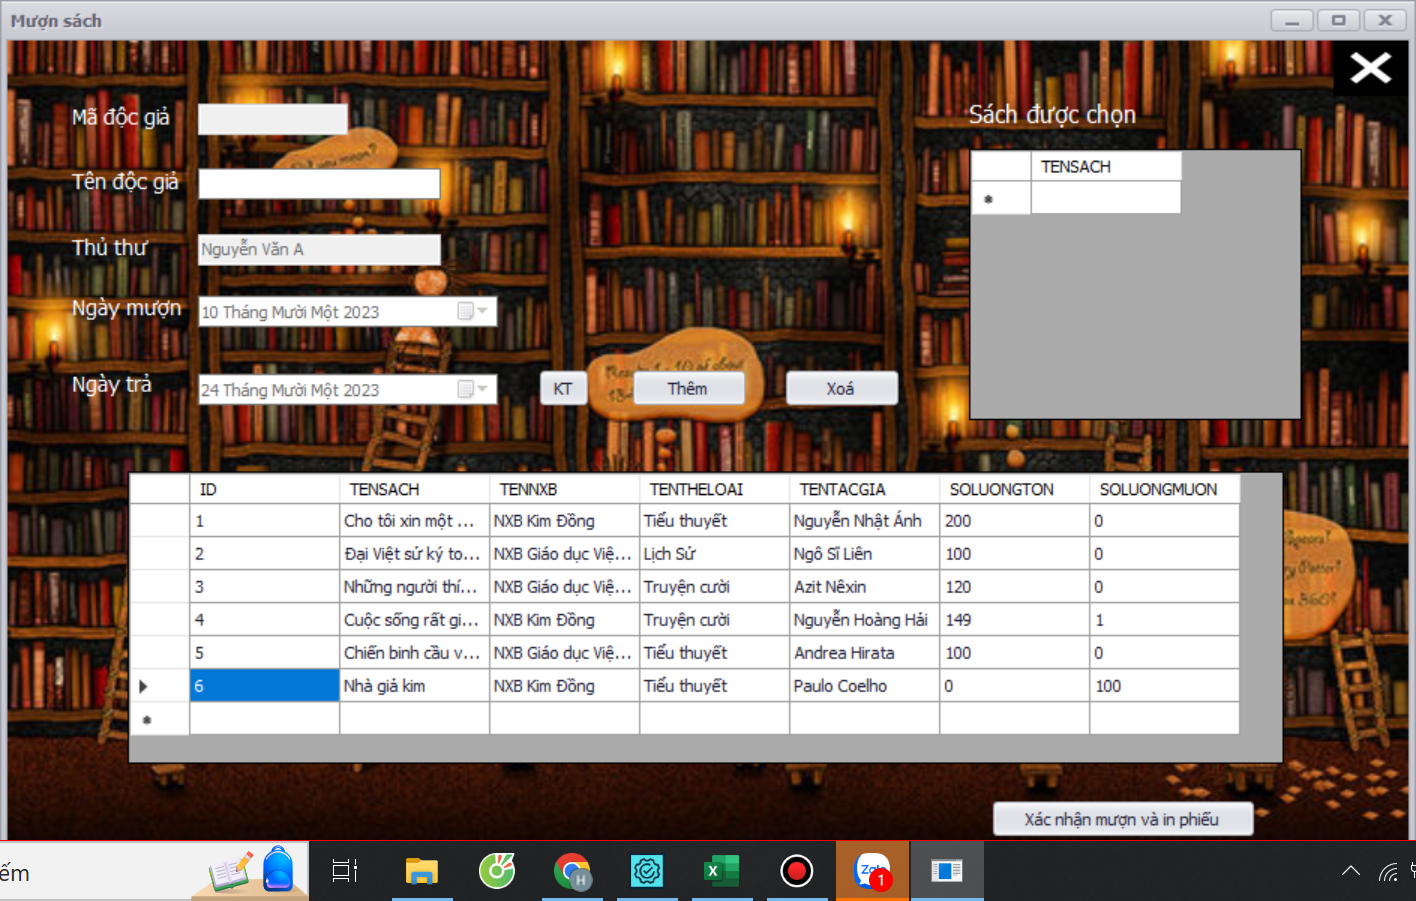 Mượn sách
Mã độc giả
Sách được chọn
TENSACH
Tên độc giả
Thủ thư
Nguyễn Văn A
Ngày mượn
10 Tháng Mười Một 2023
Ngày trả
24 Tháng Mười Một 2023
KT
Thêm
Xoá
ID TENSACH TENNXB TENTHELOAI TENTACGIA SOLUONGTON SOLUONGMUON
1 Cho tôi xin một ... NXB Kim Đồng Tiểu thuyết Nguyễn Nhật Ánh 200 0
2 Đại Việt sử ký to... NXB Giáo dục Việ... Lịch Sử Ngô Sĩ Liên 100 0
3 Những người thí... NXB Giáo dục Việ... Truyện cười Azit Nêxin 120 0
4 Cuộc sống rất gi... NXB Kim Đồng Truyện cười Nguyễn Hoàng Hải 149 1
5 Chiến binh cầu v... NXB Giáo dục Việ... Tiểu thuyết Andrea Hirata 100 0
6 Nhà giả kim NXB Kim Đồng Tiểu thuyết Paulo Coelho 0 100
Xác nhận mượn và in phiếu
ếm
H
X
Zalo
1